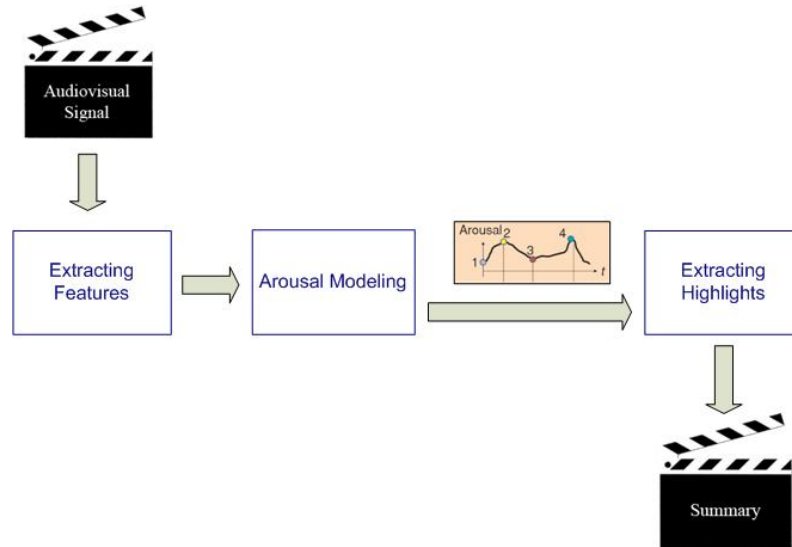 Audiovisual
Signal
Extracting
Features
Arousal Modeling
Arousal
1
2
3
4
t
Extracting
Highlights
Summary